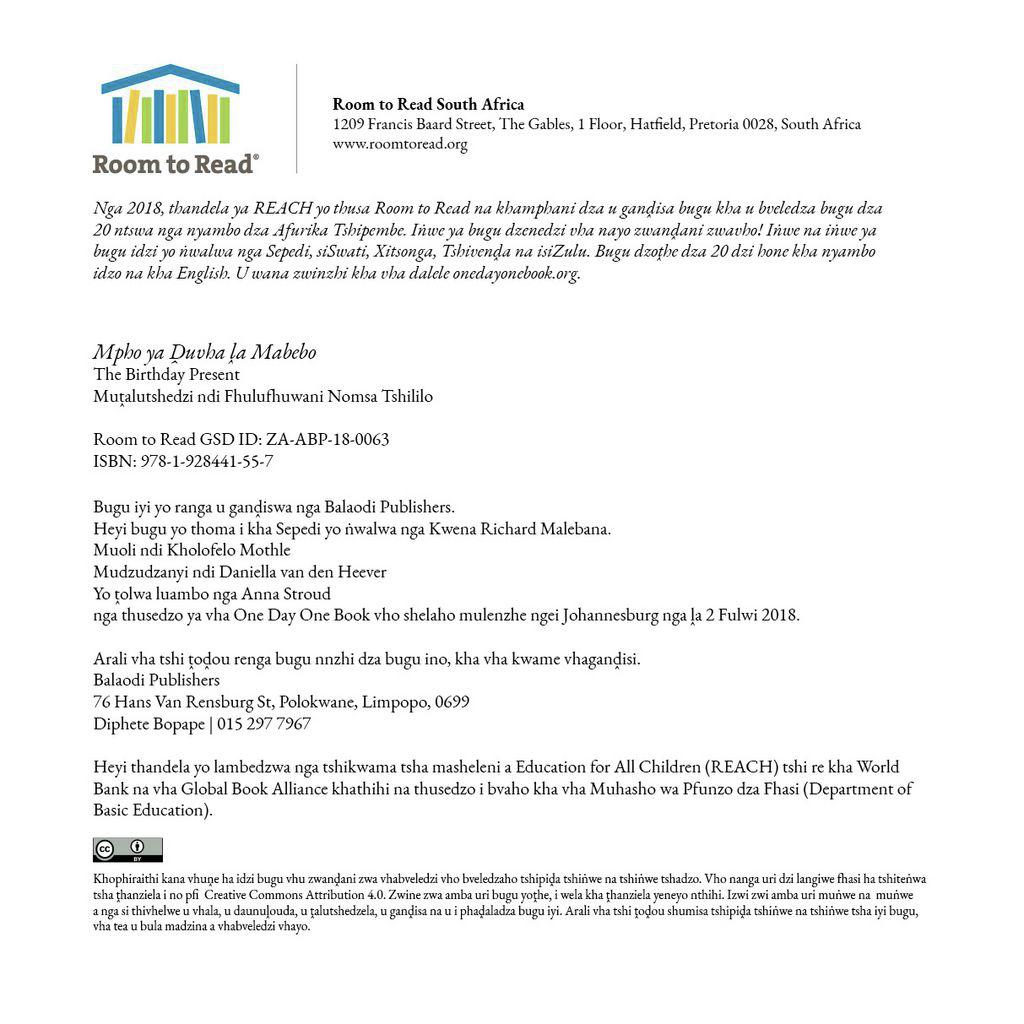 Room to Read®
Room to Read South Africa
1209 Francis Baard Street, The Gables, 1 Floor, Hatfield, Pretoria 0028, South Africa
www.roomtoread.org
Nga 2018, thandela ya REACH yo thusa Room to Read na khamphani dza u ganḓisa bugu kha u bveledza bugu dza
20 ntswa nga nyambo dza Afurika Tshipembe. Iṅwe ya bugu dzenedzi vha nayo zwanḓani zwavho! Iṅwe na iṅwe ya
bugu idzi yo ṅwalwa nga Sepedi, siSwati, Xitsonga, Tshivenḓa na isiZulu. Bugu dzoṱhe dza 20 dzi hone kha nyambo
idzo na kha English. U wana zwinzhi kha vha dalele onedayonebook.org.
Mpho ya Ḓuvha ḽa Mabebo
The Birthday Present
Muṱalutshedzi ndi Fhulufhuwani Nomsa Tshililo
Room to Read GSD ID: ZA-ABP-18-0063
ISBN: 978-1-928441-55-7
Bugu iyi yo ranga u ganḓiswa nga Balaodi Publishers.
Heyi bugu yo thoma i kha Sepedi yo ṅwalwa nga Kwena Richard Malebana.
Muoli ndi Kholofelo Mothle
Mudzudzanyi ndi Daniella van den Heever
Yo ṱolwa luambo nga Anna Stroud
nga thusedzo ya vha One Day One Book vho shelaho mulenzhe ngei Johannesburg nga ḽa 2 Fulwi 2018.
Arali vha tshi ṱoḓou renga bugu nnzhi dza bugu ino, kha vha kwame vhaganḓisi.
Balaodi Publishers
76 Hans Van Rensburg St, Polokwane, Limpopo, 0699
Diphete Bopape | 015 297 7967
Heyi thandela yo lambedzwa nga tshikwama tsha masheleni a Education for All Children (REACH) tshi re kha World
Bank na vha Global Book Alliance khathihi na thusedzo i bvaho kha vha Muhasho wa Pfunzo dza Fhasi (Department of
Basic Education).
cc BY
Khophiraithi kana vhuṋe ha idzi bugu vhu zwanḓani zwa vhabveledzi vho bveledzaho tshipiḓa tshiṅwe na tshiṅwe tshadzo. Vho nanga uri dzi langiwe fhasi ha tshiteṅwa
tsha ṱhanziela i no pfi Creative Commons Attribution 4.0. Zwine zwa amba uri bugu yoṱhe, i wela kha ṱhanziela yeneyo nthihi. Izwi zwi amba uri muṅwe na muṅwe
a nga si thivhelwe u vhala, u daunuḽouda, u ṱalutshedzela, u ganḓisa na u i phaḓaladza bugu iyi. Arali vha tshi ṱoḓou shumisa tshipiḓa tshiṅwe na tshiṅwe tsha iyi bugu,
vha tea u bula madzina a vhabveledzi vhayo.